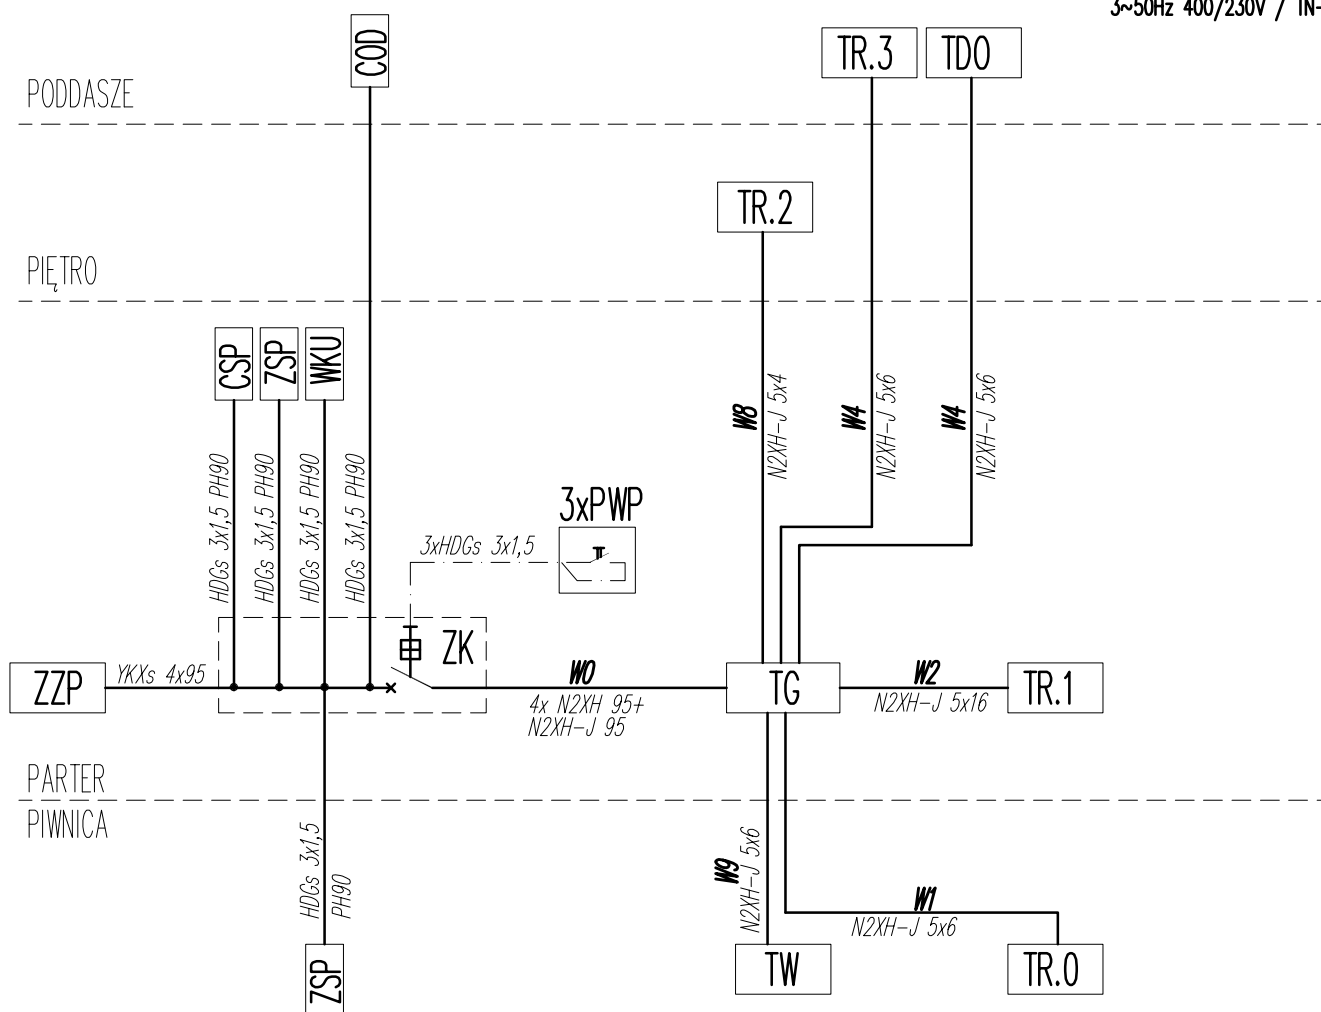 3~50Hz 400/230V / TN-
COD
TR.3
TDO
PODDASZE
TR.2
PIĘTRO
CSP
ZSP
WKU
W8
N2XH-J 5x4
W4
N2XH-J 5x6
W4
N2XH-J 5x6
HDGs 3x1,5 PH90
HDGs 3x1,5 PH90
HDGs 3x1,5 PH90
HDGs 3x1,5 PH90
3xPWP
3xHDGs 3x1,5
ZK
ZZP
YKXs 4x95
W0
4x N2XH 95+
N2XH-J 95
TG
W2
N2XH-J 5x16
TR.1
PARTER
PIWNICA
HDGs 3x1,5
PH90
W9
N2XH-J 5x6
W1
N2XH-J 5x6
ZSP
TW
TR.0